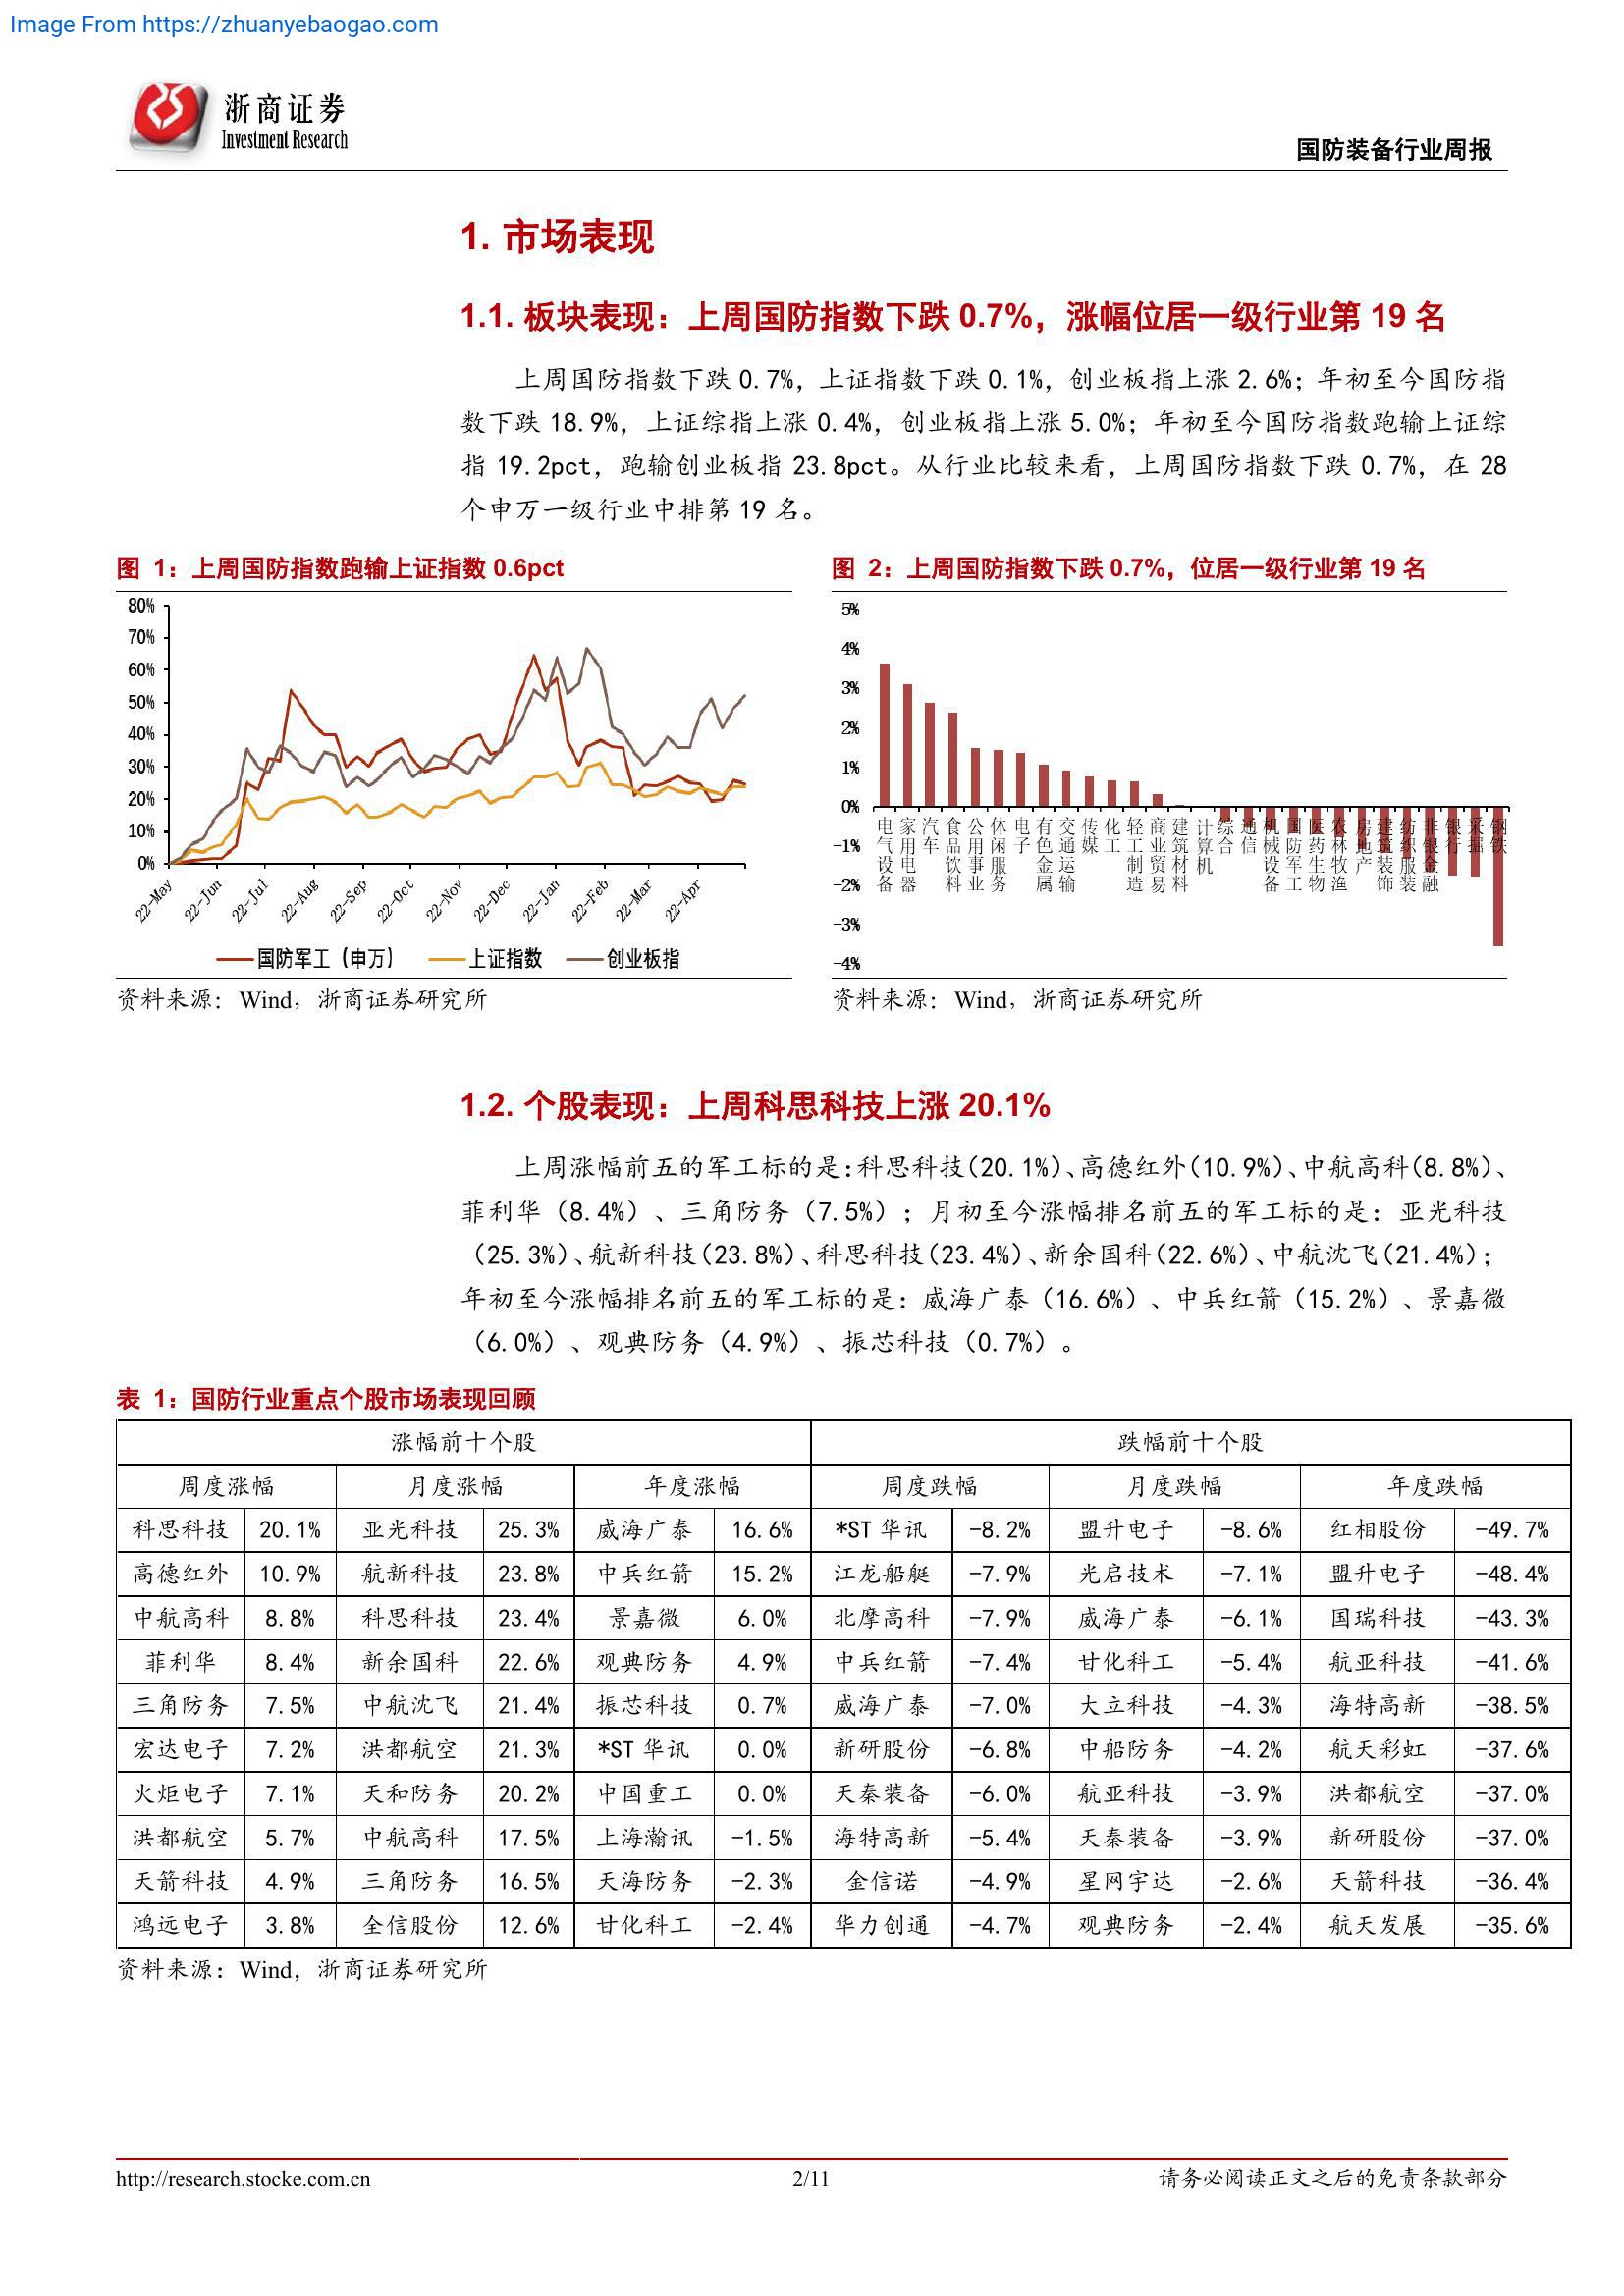 Image From https://zhuanyebaogao.com
浙商证券
Investment Research
国防装备行业周报
1. 市场表现
1.1. 板块表现：上周国防指数下跌 0.7%，涨幅位居一级行业第 19 名
上周国防指数下跌 0.7%，上证指数下跌 0.1%，创业板指上涨 2.6%；年初至今国防指
数下跌 18.9%，上证综指上涨 0.4%，创业板指上涨 5.0%；年初至今国防指数跑输上证综
指 19.2pct，跑输创业板指 23.8pct。从行业比较来看，上周国防指数下跌 0.7%，在 28
个申万一级行业中排第 19 名。
图 1：上周国防指数跑输上证指数 0.6pct
80%
70%
60%
50%
40%
30%
20%
10%
0%
22-May 22-Jun 22-Jul 22-Aug 22-Sep 22-Oct 22-Nov 22-Dec 22-Jan 22-Feb 22-Mar 22-Apr
国防军工（申万） 上证指数 创业板指
资料来源：Wind，浙商证券研究所
图 2：上周国防指数下跌 0.7%，位居一级行业第 19 名
5%
4%
3%
2%
1%
0%
-1%
-2%
-3%
-4%
电气设备 家用电器 汽车 食品饮料 公用事业 休闲服务 电子 有色金属 交通运输 传媒 化工 轻工制造 商业贸易 建筑材料 计算机 综合 通信 机械设备 国防军工 医药生物 农林牧渔 房地产 建筑装饰 纺织服装 非银金融 银行 采掘 钢铁
资料来源：Wind，浙商证券研究所
1.2. 个股表现：上周科思科技上涨 20.1%
上周涨幅前五的军工标的是：科思科技（20.1%）、高德红外（10.9%）、中航高科（8.8%）、
菲利华（8.4%）、三角防务（7.5%）；月初至今涨幅排名前五的军工标的是：亚光科技
（25.3%）、航新科技（23.8%）、科思科技（23.4%）、新余国科（22.6%）、中航沈飞（21.4%）；
年初至今涨幅排名前五的军工标的是：威海广泰（16.6%）、中兵红箭（15.2%）、景嘉微
（6.0%）、观典防务（4.9%）、振芯科技（0.7%）。
表 1：国防行业重点个股市场表现回顾
涨幅前十个股 跌幅前十个股
周度涨幅 月度涨幅 年度涨幅 周度跌幅 月度跌幅 年度跌幅
科思科技 20.1% 亚光科技 25.3% 威海广泰 16.6% *ST 华讯 -8.2% 盟升电子 -8.6% 红相股份 -49.7%
高德红外 10.9% 航新科技 23.8% 中兵红箭 15.2% 江龙船艇 -7.9% 光启技术 -7.1% 盟升电子 -48.4%
中航高科 8.8% 科思科技 23.4% 景嘉微 6.0% 北摩高科 -7.9% 威海广泰 -6.1% 国瑞科技 -43.3%
菲利华 8.4% 新余国科 22.6% 观典防务 4.9% 中兵红箭 -7.4% 甘化科工 -5.4% 航亚科技 -41.6%
三角防务 7.5% 中航沈飞 21.4% 振芯科技 0.7% 威海广泰 -7.0% 大立科技 -4.3% 海特高新 -38.5%
宏达电子 7.2% 洪都航空 21.3% *ST 华讯 0.0% 新研股份 -6.8% 中船防务 -4.2% 航天彩虹 -37.6%
火炬电子 7.1% 天和防务 20.2% 中国重工 0.0% 天秦装备 -6.0% 航亚科技 -3.9% 洪都航空 -37.0%
洪都航空 5.7% 中航高科 17.5% 上海瀚讯 -1.5% 海特高新 -5.4% 天秦装备 -3.9% 新研股份 -37.0%
天箭科技 4.9% 三角防务 16.5% 天海防务 -2.3% 金信诺 -4.9% 星网宇达 -2.6% 天箭科技 -36.4%
鸿远电子 3.8% 全信股份 12.6% 甘化科工 -2.4% 华力创通 -4.7% 观典防务 -2.4% 航天发展 -35.6%
资料来源：Wind，浙商证券研究所
http://research.stocke.com.cn
2/11
请务必阅读正文之后的免责条款部分